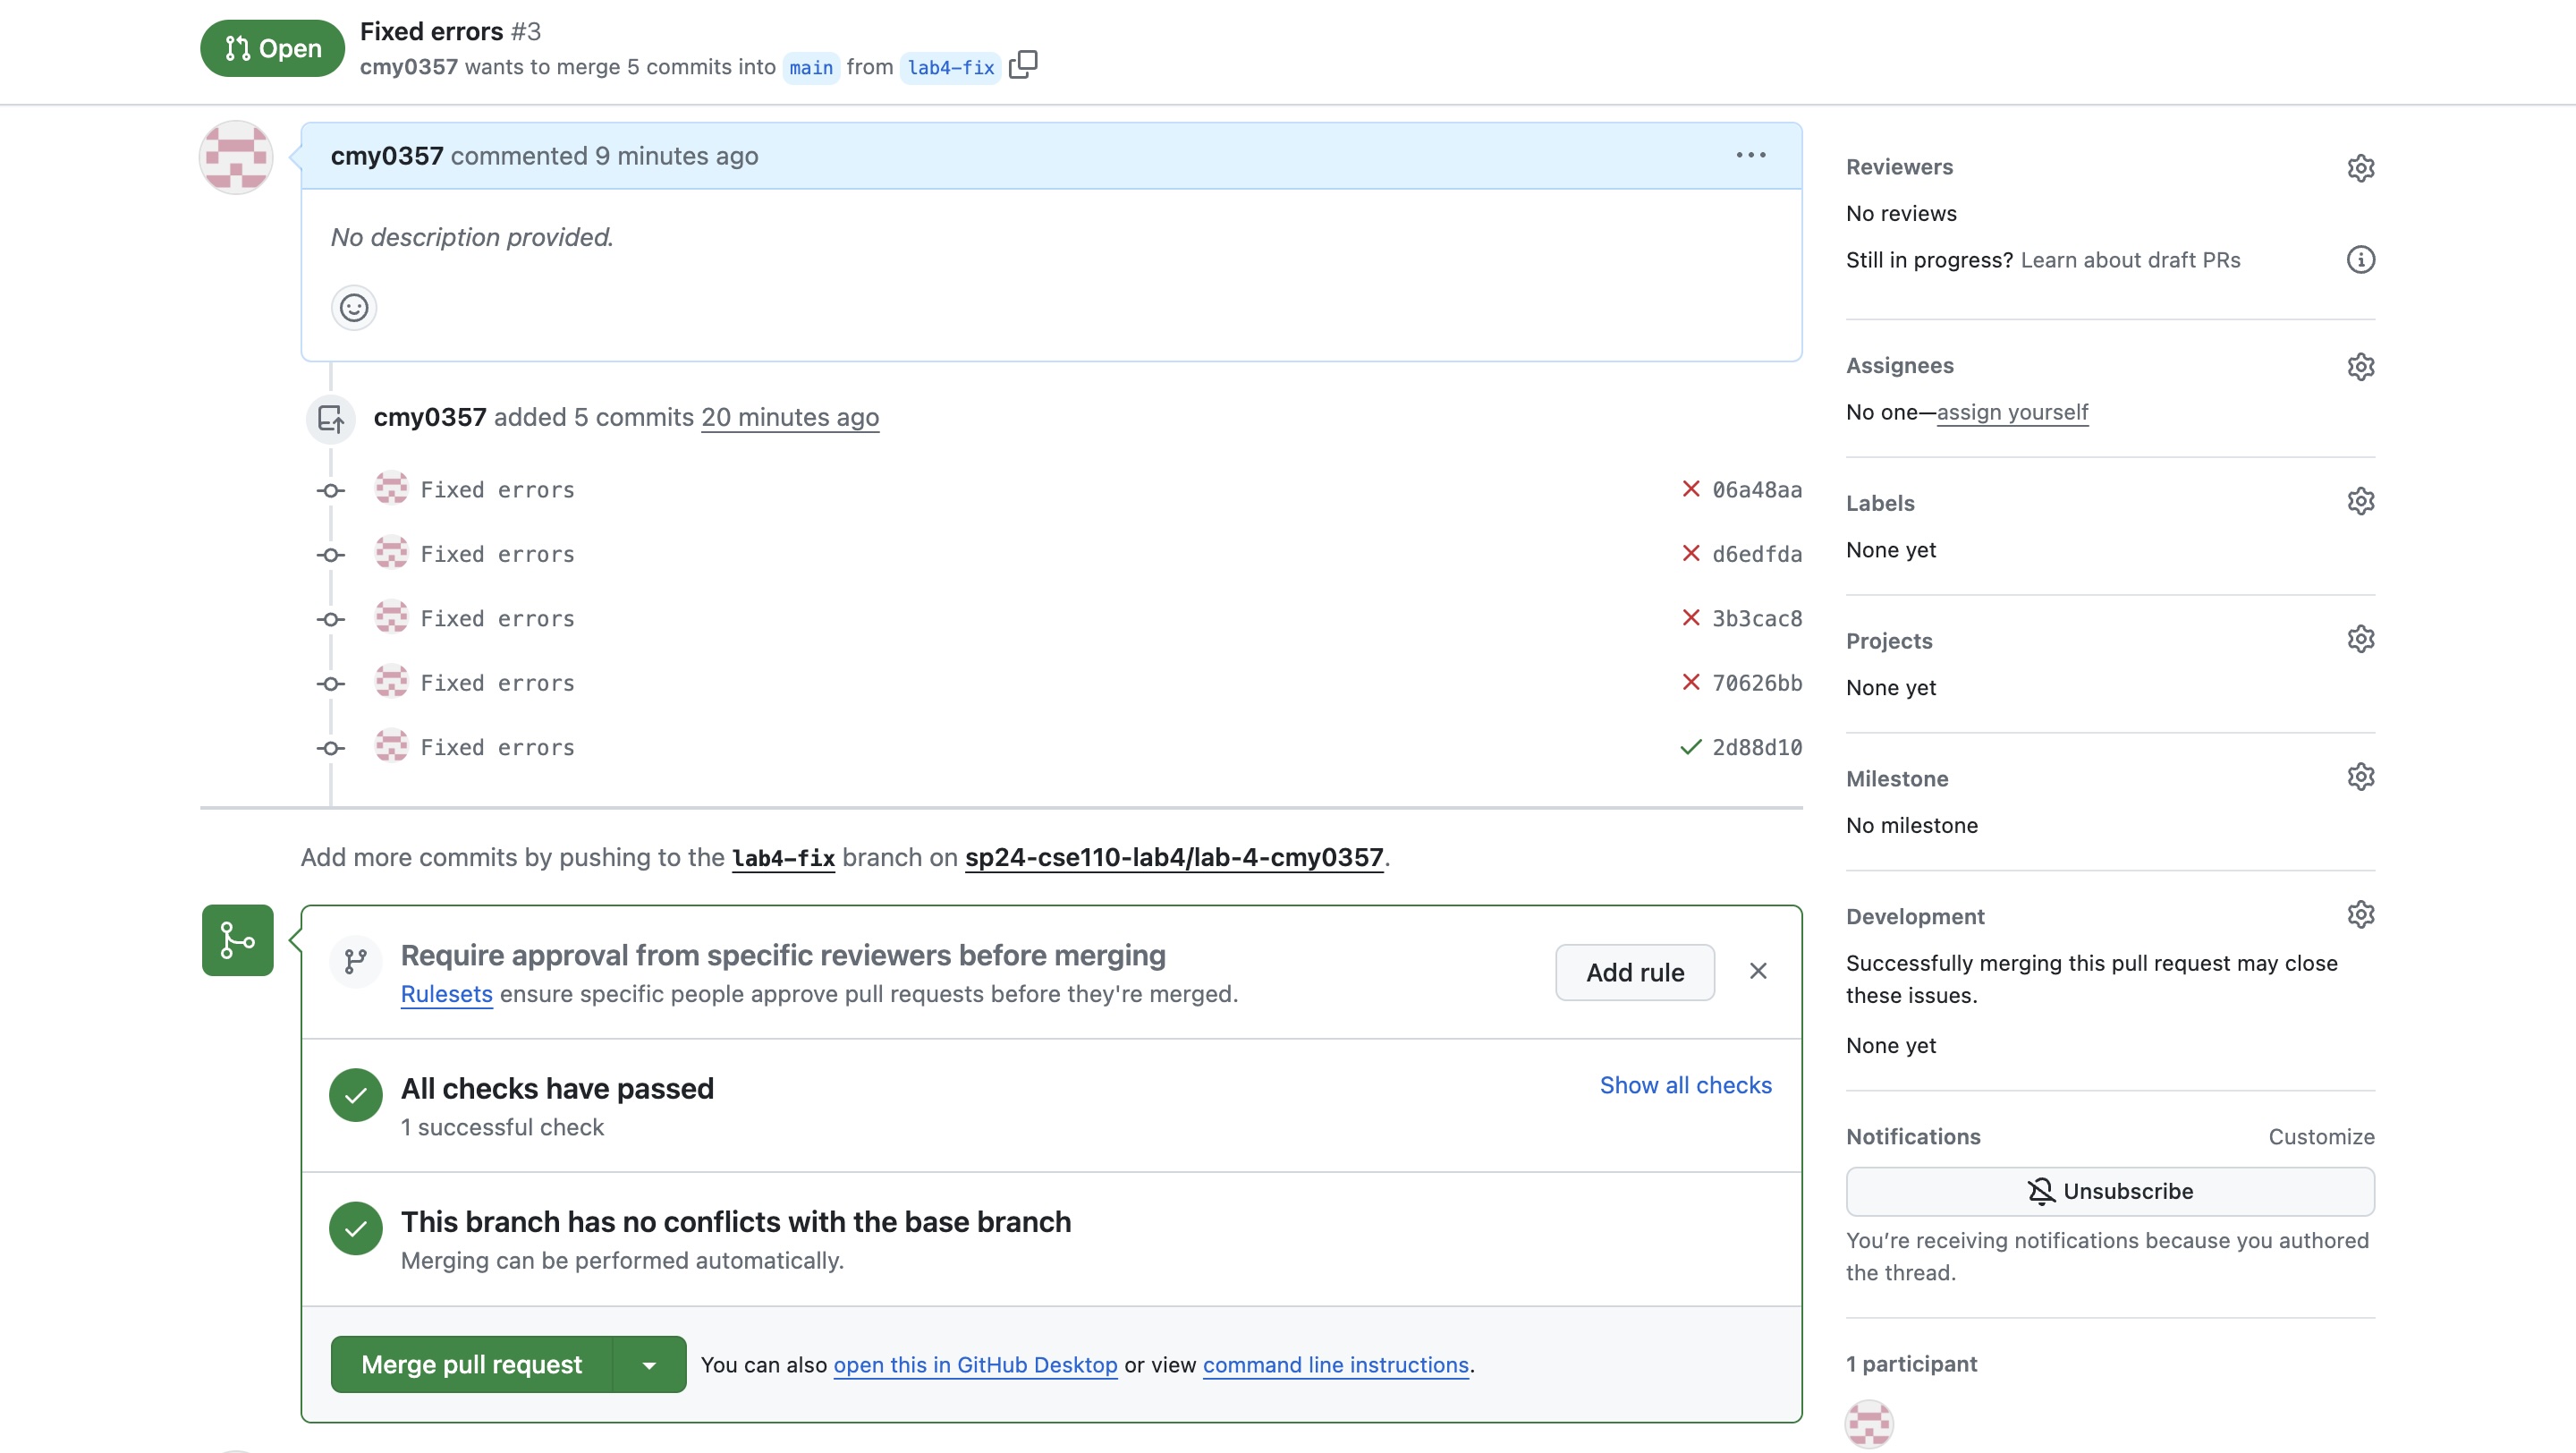 Open
Fixed errors #3
cmy0357 wants to merge 5 commits into main from lab4-fix
cmy0357 commented 9 minutes ago
No description provided.
cmy0357 added 5 commits 20 minutes ago
Fixed errors 06a48aa
Fixed errors d6edfda
Fixed errors 3b3cac8
Fixed errors 70626bb
Fixed errors 2d88d10
Add more commits by pushing to the lab4-fix branch on sp24-cse110-lab4/lab-4-cmy0357.
Require approval from specific reviewers before merging
Rulesets ensure specific people approve pull requests before they're merged.
Add rule
All checks have passed
1 successful check
Show all checks
This branch has no conflicts with the base branch
Merging can be performed automatically.
Merge pull request
You can also open this in GitHub Desktop or view command line instructions.
Reviewers
No reviews
Still in progress? Learn about draft PRs
Assignees
No one—assign yourself
Labels
None yet
Projects
None yet
Milestone
No milestone
Development
Successfully merging this pull request may close
these issues.
None yet
Notifications
Customize
Unsubscribe
You’re receiving notifications because you authored
the thread.
1 participant